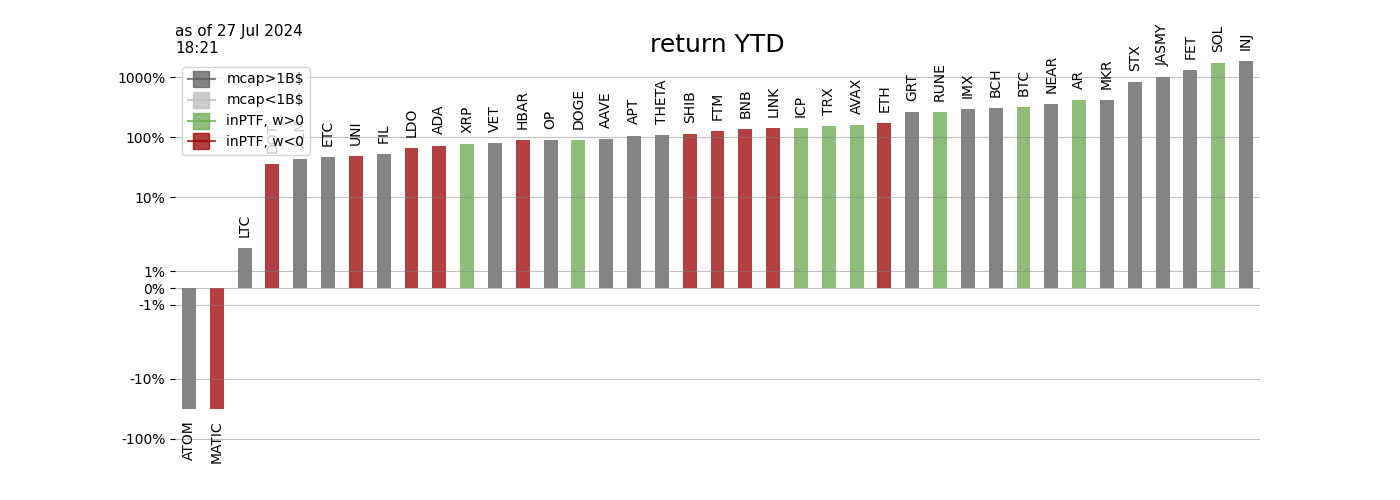 as of 27 Jul 2024
18:21
return YTD
mcap>1B$
mcap<1B$
inPTF, w>0
inPTF, w<0
1000%
100%
10%
1%
0%
-1%
-10%
-100%
ATOM
MATIC
LTC
DOT
ETC
UNI
FIL
LDO
ADA
XRP
VET
HBAR
OP
DOGE
AAVE
APT
THETA
SHIB
FTM
BNB
LINK
ICP
TRX
AVAX
ETH
GRT
RUNE
IMX
BCH
BTC
NEAR
AR
MKR
STX
JASMY
FET
SOL
INJ